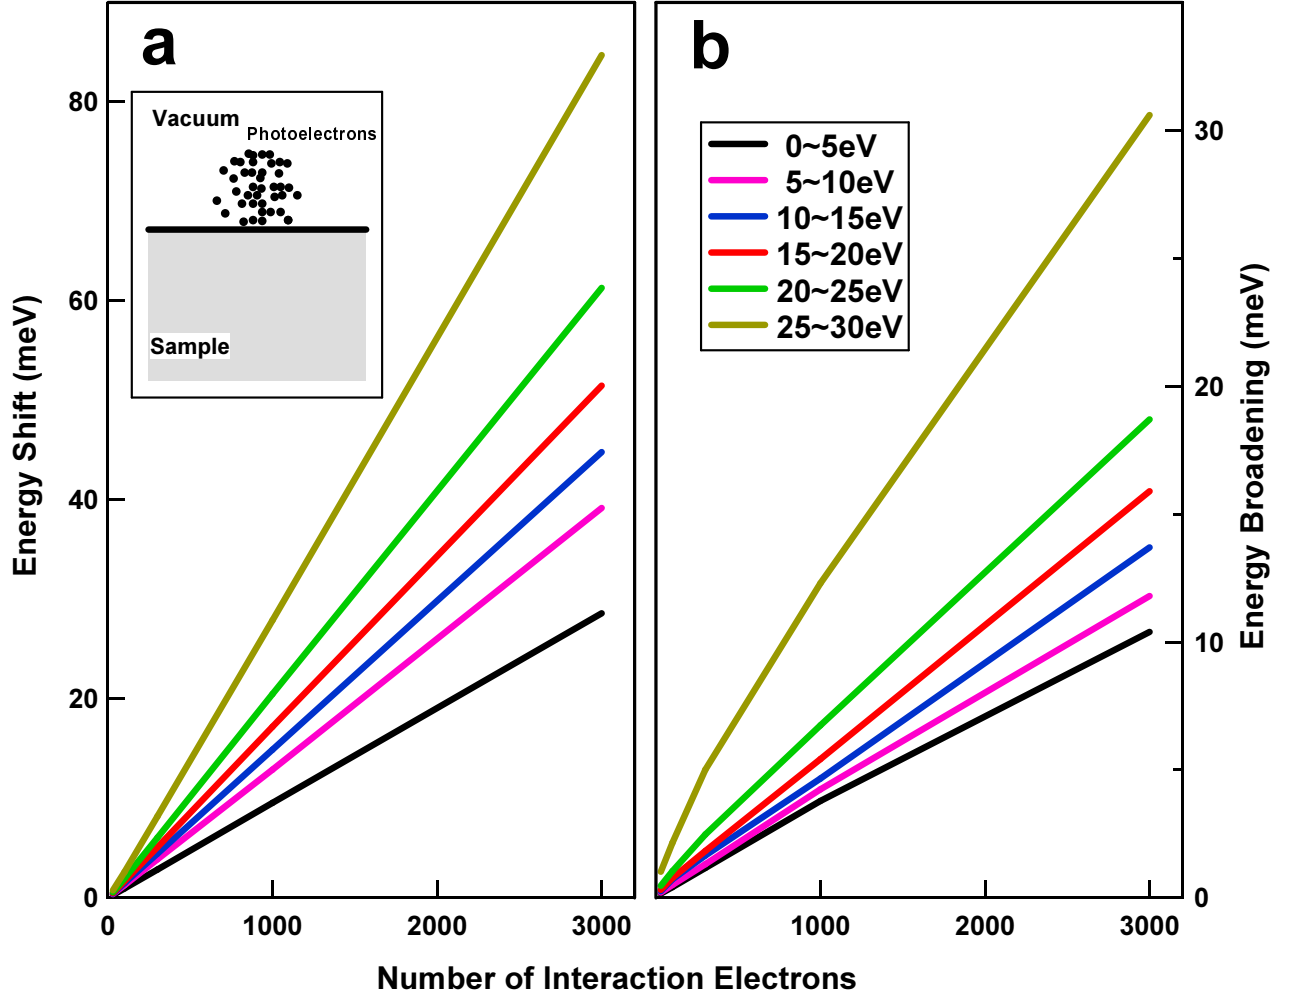 a
b
80
60
40
20
0
Energy Shift (meV)
Vacuum
Photoelectrons
Sample
0~5eV
5~10eV
10~15eV
15~20eV
20~25eV
25~30eV
30
20
10
0
Energy Broadening (meV)
0 1000 2000 3000
1000 2000 3000
Number of Interaction Electrons